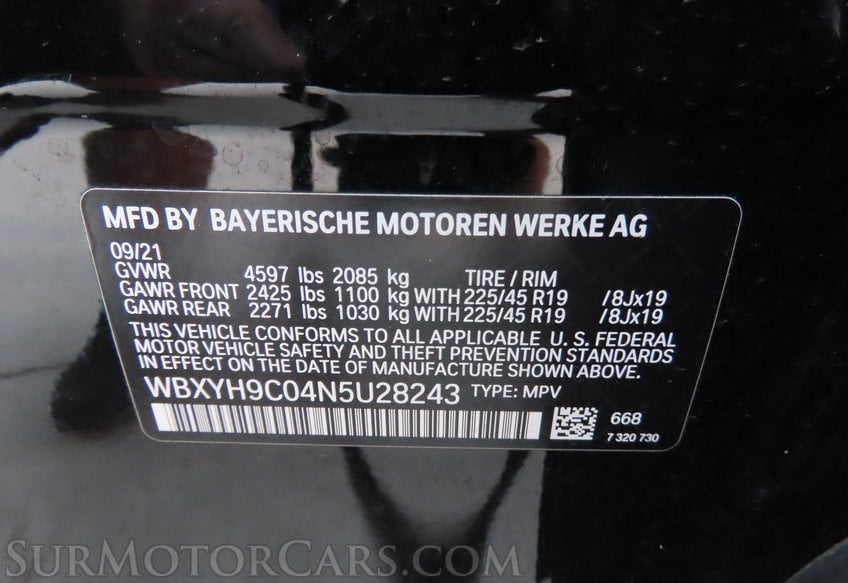 MFD BY BAYERISCHE MOTOREN WERKE AG
09/21
GVWR 4597 lbs 2085 kg TIRE / RIM
GAWR FRONT 2425 lbs 1100 kg WITH 225/45 R19 /8Jx19
GAWR REAR 2271 lbs 1030 kg WITH 225/45 R19 /8Jx19
THIS VEHICLE CONFORMS TO ALL APPLICABLE U. S. FEDERAL
MOTOR VEHICLE SAFETY AND THEFT PREVENTION STANDARDS
IN EFFECT ON THE DATE OF MANUFACTURE SHOWN ABOVE.
WBXYH9C04N5U28243 TYPE: MPV
668
7 320 730
SurMotorCars.com